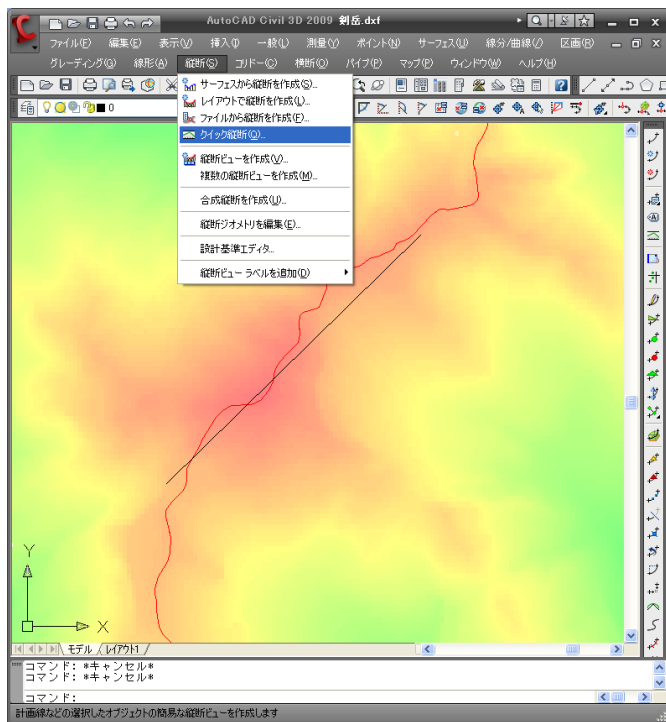 AutoCAD Civil 3D 2009 剣岳.dxf
ファイル(F) 編集(E) 表示(V) 挿入(I) 一般(L) 測量(Y) ポイント(N) サーフェス(U) 線分/曲線(/) 区画(R)
グレーディング(G) 線形(A) 縦断(S) コリドー(C) 横断(O) パイプ(P) マップ(P) ウィンドウ(W) ヘルプ(H)
サーフェスから縦断を作成(S)...
レイアウトで縦断を作成(L)...
ファイルから縦断を作成(F)...
0
クイック縦断(Q)...
縦断ビューを作成(V)...
複数の縦断ビューを作成(M)...
合成縦断を作成(U)...
縦断ジオメトリを編集(E)...
設計基準エディタ...
縦断ビュー ラベルを追加(D)
Y
X
モデル / レイアウト1 /
コマンド: *キャンセル*
コマンド: *キャンセル*
コマンド:
計画線などの選択したオブジェクトの簡易な縦断ビューを作成します